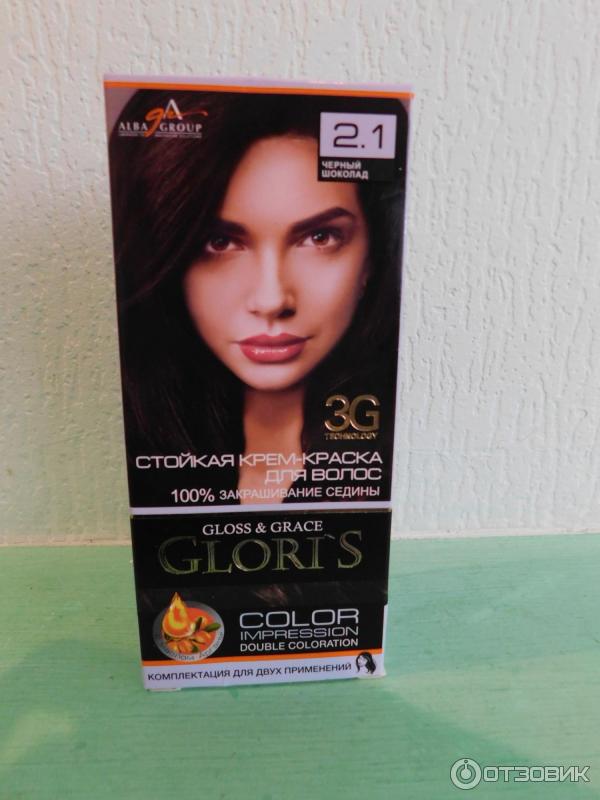 ALBA GROUP
2.1
ЧЕРНЫЙ
ШОКОЛАД
3G
TECHNOLOGY
СТОЙКАЯ КРЕМ-КРАСКА
ДЛЯ ВОЛОС
100% ЗАКРАШИВАНИЕ СЕДИНЫ
GLOSS & GRACE
GLORI`S
COLOR
IMPRESSION
DOUBLE COLORATION
КОМПЛЕКТАЦИЯ ДЛЯ ДВУХ ПРИМЕНЕНИЙ
ОТЗОВИК